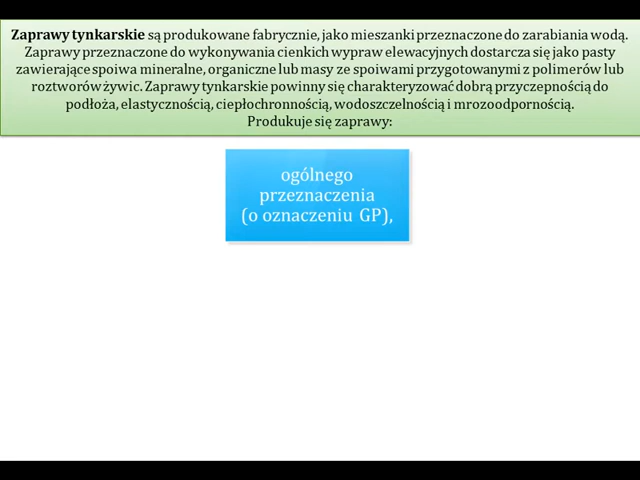 Zaprawy tynkarskie są produkowane fabrycznie, jako mieszanki przeznaczone do zarabiania wodą.
Zaprawy przeznaczone do wykonywania cienkich wypraw elewacyjnych dostarcza się jako pasty
zawierające spoiwa mineralne, organiczne lub masy ze spoiwami przygotowanymi z polimerów lub
roztworów żywic. Zaprawy tynkarskie powinny się charakteryzować dobrą przyczepnością do
podłoża, elastycznością, ciepłochronnością, wodoszczelnością i mrozoodpornością.
Produkuje się zaprawy:
ogólnego
przeznaczenia
(o oznaczeniu GP),